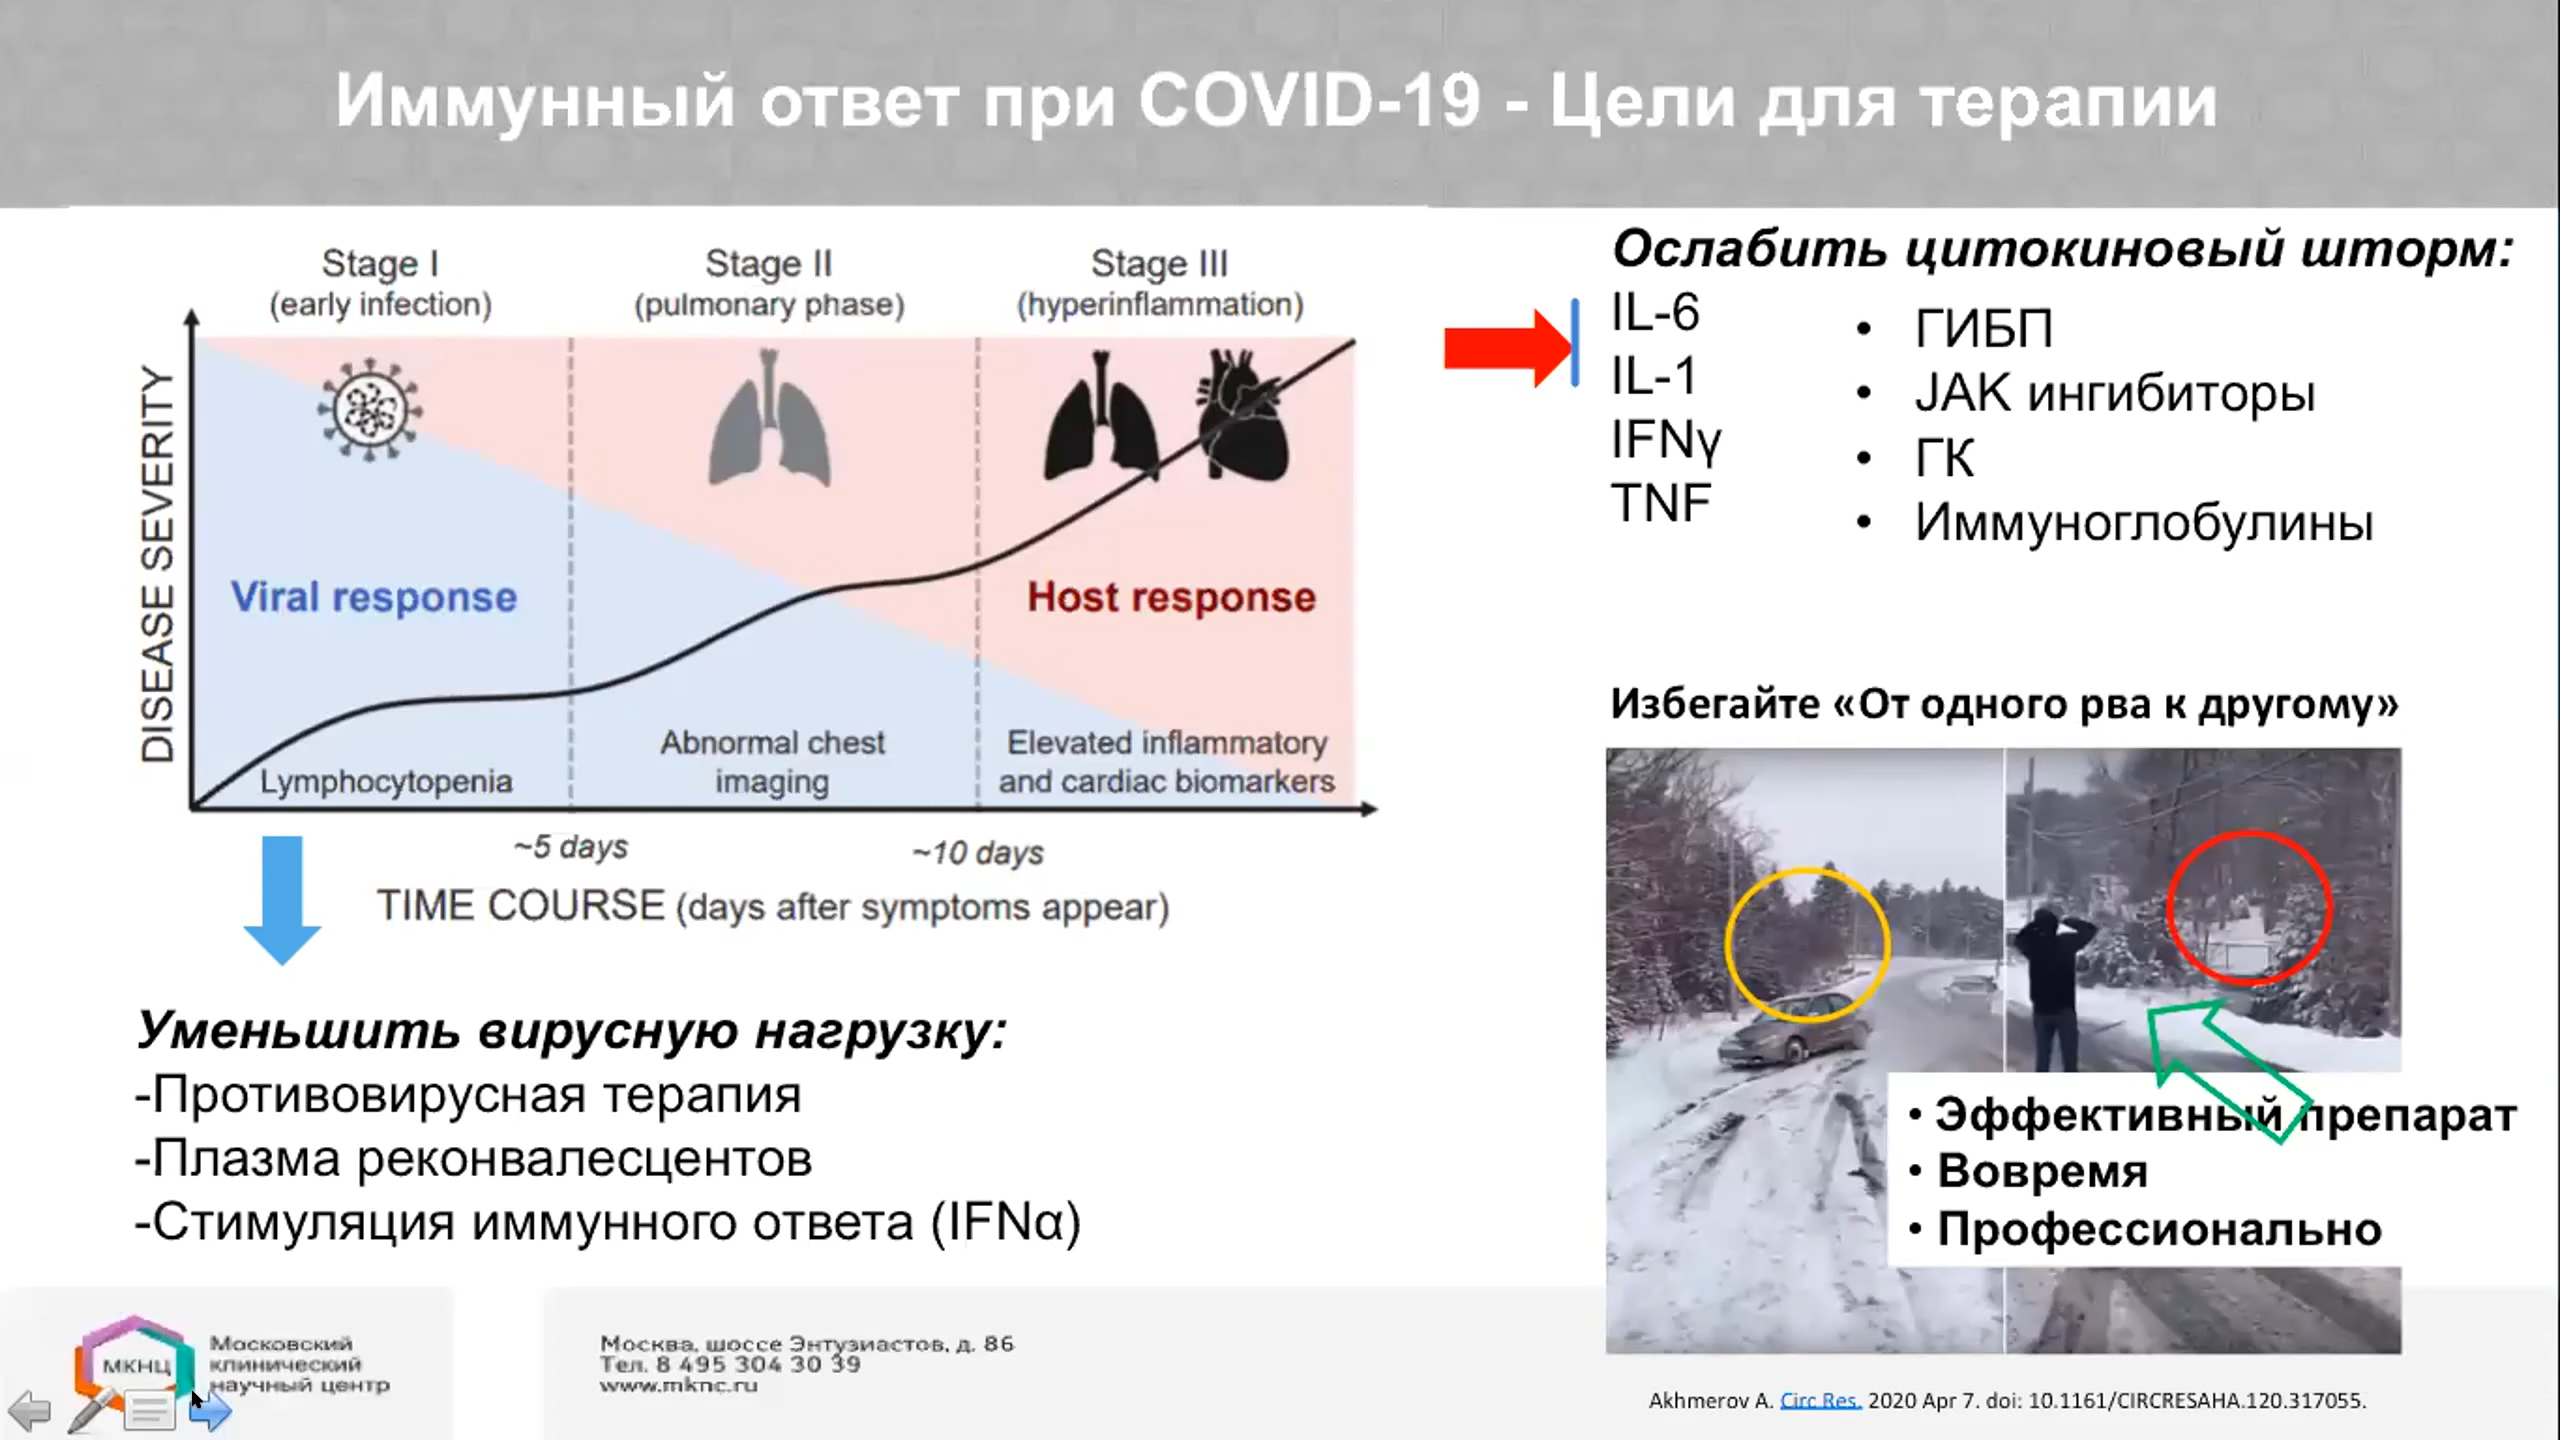 Иммунный ответ при COVID-19 - Цели для терапии
Stage I
(early infection)
Stage II
(pulmonary phase)
Stage III
(hyperinflammation)
DISEASE SEVERITY
Viral response
Host response
Lymphocytopenia
Abnormal chest
imaging
Elevated inflammatory
and cardiac biomarkers
~5 days
~10 days
TIME COURSE (days after symptoms appear)
Уменьшить вирусную нагрузку:
-Противовирусная терапия
-Плазма реконвалесцентов
-Стимуляция иммунного ответа (IFNα)
Ослабить цитокиновый шторм:
IL-6
IL-1
IFNγ
TNF
• ГИБП
• JAK ингибиторы
• ГК
• Иммуноглобулины
Избегайте «От одного рва к другому»
• Эффективный препарат
• Вовремя
• Профессионально
МКНЦ
Московский
клинический
научный центр
Москва, шоссе Энтузиастов, д. 86
Тел. 8 495 304 30 39
www.mknc.ru
Akhmerov A. Circ Res. 2020 Apr 7. doi: 10.1161/CIRCRESAHA.120.317055.